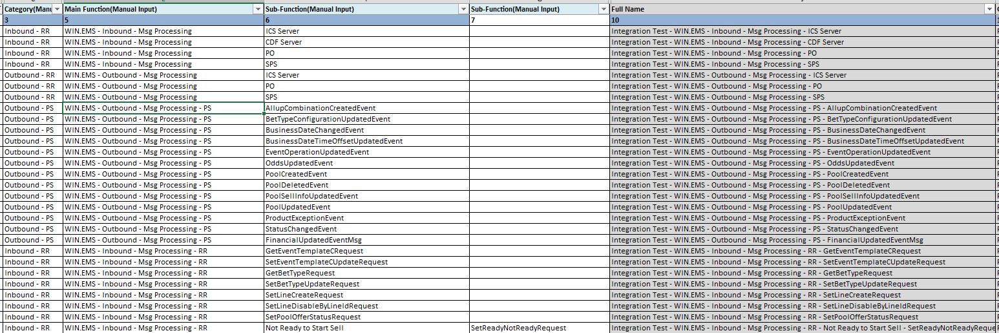 Category(Manu Main Function(Manual Input) Sub-Function(Manual Input) Sub-Function(Manual Input) Full Name
3 5 6 7 10
Inbound - RR WIN.EMS - Inbound - Msg Processing ICS Server Integration Test - WIN.EMS - Inbound - Msg Processing - ICS Server
Inbound - RR WIN.EMS - Inbound - Msg Processing CDF Server Integration Test - WIN.EMS - Inbound - Msg Processing - CDF Server
Inbound - RR WIN.EMS - Inbound - Msg Processing PO Integration Test - WIN.EMS - Inbound - Msg Processing - PO
Inbound - RR WIN.EMS - Inbound - Msg Processing SPS Integration Test - WIN.EMS - Inbound - Msg Processing - SPS
Outbound - RR WIN.EMS - Outbound - Msg Processing ICS Server Integration Test - WIN.EMS - Outbound - Msg Processing - ICS Server
Outbound - RR WIN.EMS - Outbound - Msg Processing PO Integration Test - WIN.EMS - Outbound - Msg Processing - PO
Outbound - RR WIN.EMS - Outbound - Msg Processing SPS Integration Test - WIN.EMS - Outbound - Msg Processing - SPS
Outbound - PS WIN.EMS - Outbound - Msg Processing - PS AllupCombinationCreatedEvent Integration Test - WIN.EMS - Outbound - Msg Processing - PS - AllupCombinationCreatedEvent
Outbound - PS WIN.EMS - Outbound - Msg Processing - PS BetTypeConfigurationUpdatedEvent Integration Test - WIN.EMS - Outbound - Msg Processing - PS - BetTypeConfigurationUpdatedEvent
Outbound - PS WIN.EMS - Outbound - Msg Processing - PS BusinessDateChangedEvent Integration Test - WIN.EMS - Outbound - Msg Processing - PS - BusinessDateChangedEvent
Outbound - PS WIN.EMS - Outbound - Msg Processing - PS BusinessDateTimeOffsetUpdatedEvent Integration Test - WIN.EMS - Outbound - Msg Processing - PS - BusinessDateTimeOffsetUpdatedEvent
Outbound - PS WIN.EMS - Outbound - Msg Processing - PS EventOperationUpdatedEvent Integration Test - WIN.EMS - Outbound - Msg Processing - PS - EventOperationUpdatedEvent
Outbound - PS WIN.EMS - Outbound - Msg Processing - PS OddsUpdatedEvent Integration Test - WIN.EMS - Outbound - Msg Processing - PS - OddsUpdatedEvent
Outbound - PS WIN.EMS - Outbound - Msg Processing - PS PoolCreatedEvent Integration Test - WIN.EMS - Outbound - Msg Processing - PS - PoolCreatedEvent
Outbound - PS WIN.EMS - Outbound - Msg Processing - PS PoolDeletedEvent Integration Test - WIN.EMS - Outbound - Msg Processing - PS - PoolDeletedEvent
Outbound - PS WIN.EMS - Outbound - Msg Processing - PS PoolSellInfoUpdatedEvent Integration Test - WIN.EMS - Outbound - Msg Processing - PS - PoolSellInfoUpdatedEvent
Outbound - PS WIN.EMS - Outbound - Msg Processing - PS PoolUpdatedEvent Integration Test - WIN.EMS - Outbound - Msg Processing - PS - PoolUpdatedEvent
Outbound - PS WIN.EMS - Outbound - Msg Processing - PS ProductExceptionEvent Integration Test - WIN.EMS - Outbound - Msg Processing - PS - ProductExceptionEvent
Outbound - PS WIN.EMS - Outbound - Msg Processing - PS StatusChangedEvent Integration Test - WIN.EMS - Outbound - Msg Processing - PS - StatusChangedEvent
Outbound - PS WIN.EMS - Outbound - Msg Processing - PS FinancialUpdatedEventMsg Integration Test - WIN.EMS - Outbound - Msg Processing - PS - FinancialUpdatedEventMsg
Inbound - RR WIN.EMS - Inbound - Msg Processing - RR GetEventTemplateCRequest Integration Test - WIN.EMS - Inbound - Msg Processing - RR - GetEventTemplateCRequest
Inbound - RR WIN.EMS - Inbound - Msg Processing - RR SetEventTemplateCUpdateRequest Integration Test - WIN.EMS - Inbound - Msg Processing - RR - SetEventTemplateCUpdateRequest
Inbound - RR WIN.EMS - Inbound - Msg Processing - RR GetBetTypeRequest Integration Test - WIN.EMS - Inbound - Msg Processing - RR - GetBetTypeRequest
Inbound - RR WIN.EMS - Inbound - Msg Processing - RR SetBetTypeUpdateRequest Integration Test - WIN.EMS - Inbound - Msg Processing - RR - SetBetTypeUpdateRequest
Inbound - RR WIN.EMS - Inbound - Msg Processing - RR SetLineCreateRequest Integration Test - WIN.EMS - Inbound - Msg Processing - RR - SetLineCreateRequest
Inbound - RR WIN.EMS - Inbound - Msg Processing - RR SetLineDisableByLineIdRequest Integration Test - WIN.EMS - Inbound - Msg Processing - RR - SetLineDisableByLineIdRequest
Inbound - RR WIN.EMS - Inbound - Msg Processing - RR SetPoolOfferStatusRequest Integration Test - WIN.EMS - Inbound - Msg Processing - RR - SetPoolOfferStatusRequest
Inbound - RR WIN.EMS - Inbound - Msg Processing - RR Not Ready to Start Sell SetReadyNotReadyRequest Integration Test - WIN.EMS - Inbound - Msg Processing - RR - Not Ready to Start Sell - SetReadyNotReadyReque